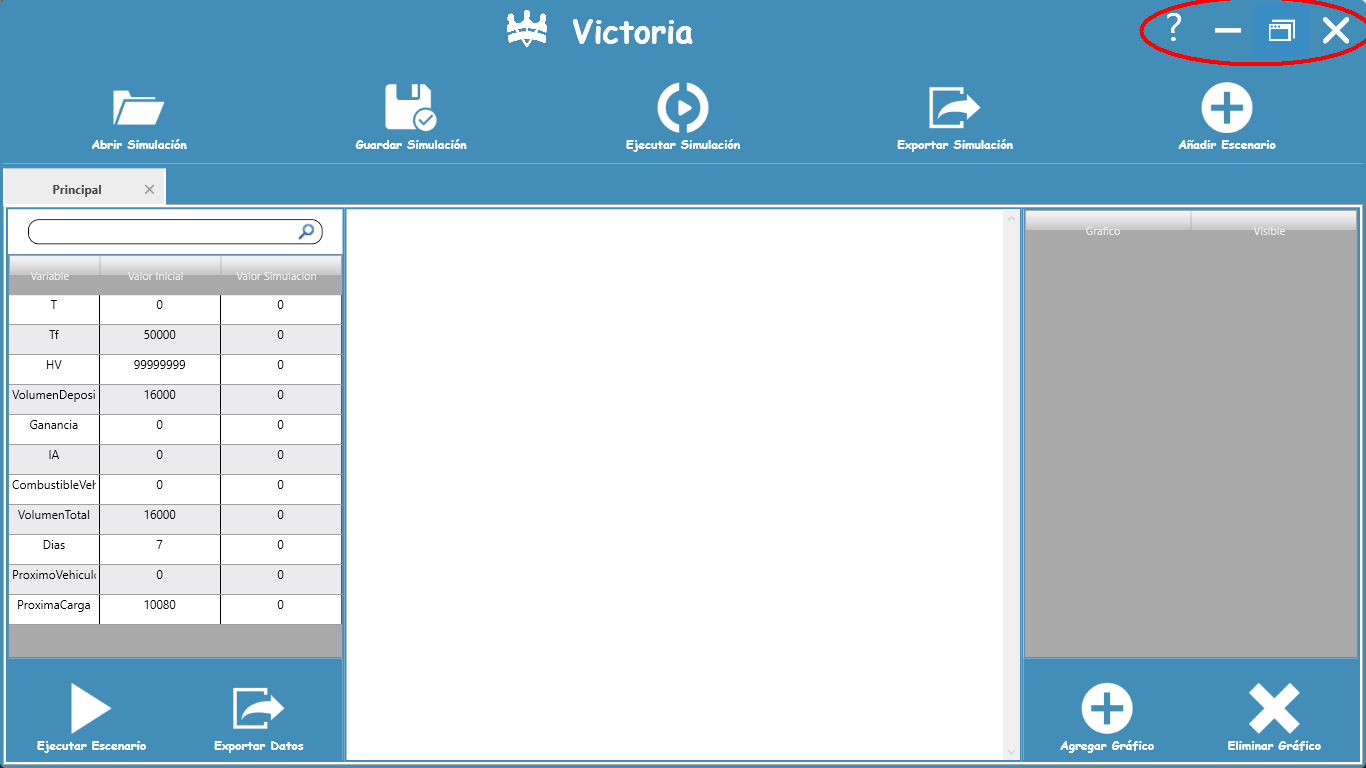 Victoria
?
Abrir Simulación
Guardar Simulación
Ejecutar Simulación
Exportar Simulación
Añadir Escenario
Principal
Variable Valor Inicial Valor Simulacion
T 0 0
Tf 50000 0
HV 99999999 0
VolumenDeposi 16000 0
Ganancia 0 0
IA 0 0
CombustibleVeh 0 0
VolumenTotal 16000 0
Dias 7 0
ProximoVehicul 0 0
ProximaCarga 10080 0
Ejecutar Escenario
Exportar Datos
Grafico Visible
Agregar Gráfico
Eliminar Gráfico